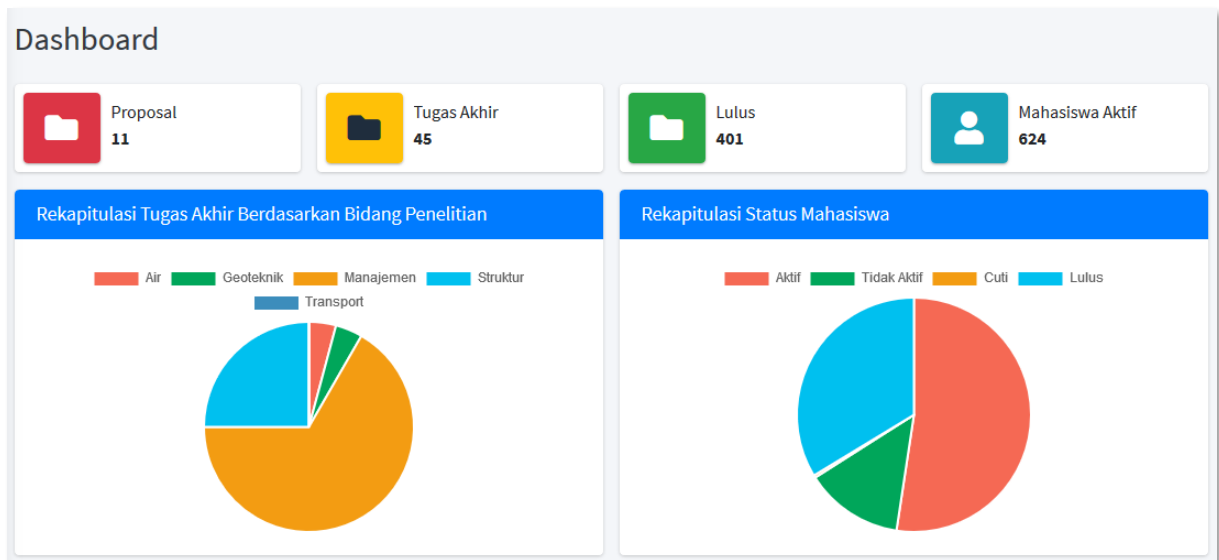 Dashboard
Proposal
11
Tugas Akhir
45
Lulus
401
Mahasiswa Aktif
624
Rekapitulasi Tugas Akhir Berdasarkan Bidang Penelitian
Air Geoteknik Manajemen Struktur
Transport
Rekapitulasi Status Mahasiswa
Aktif Tidak Aktif Cuti Lulus